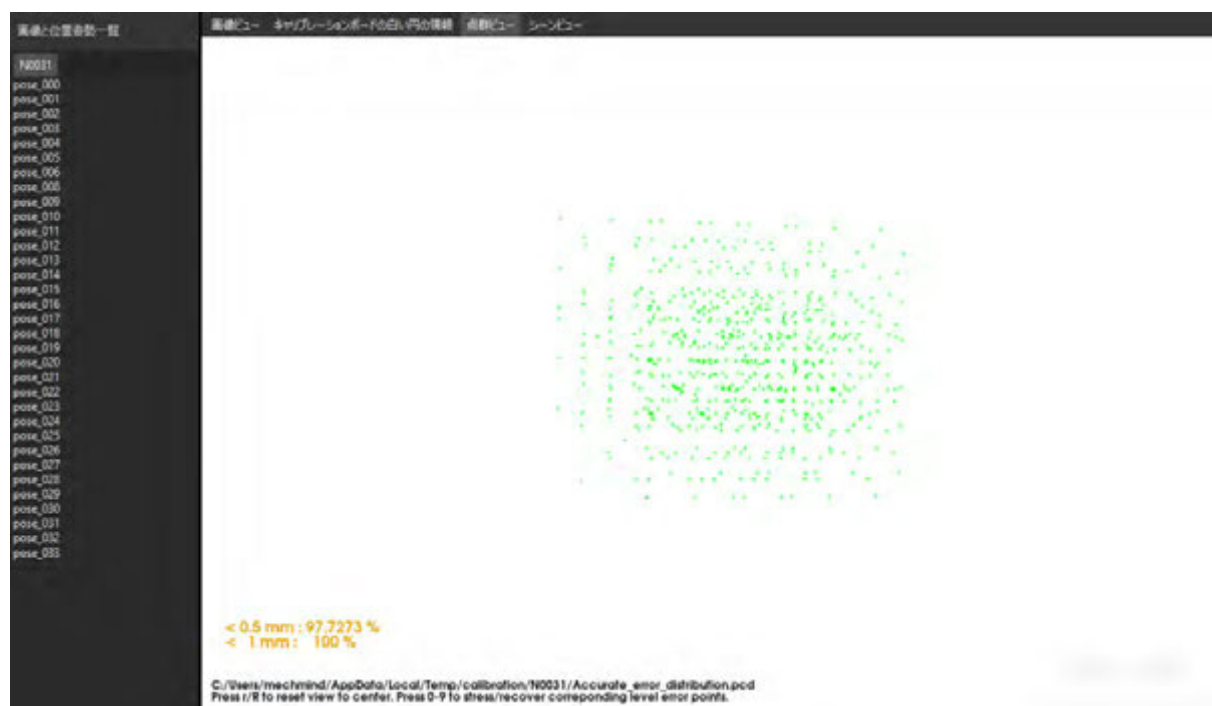 画像と位置姿勢一覧
画像ビュー キャリブレーションボードの白い円の情報 点群ビュー シーンビュー
N0031
pose_000
pose_001
pose_002
pose_003
pose_004
pose_005
pose_006
pose_008
pose_009
pose_010
pose_011
pose_012
pose_013
pose_014
pose_015
pose_016
pose_017
pose_018
pose_019
pose_020
pose_021
pose_022
pose_023
pose_024
pose_025
pose_026
pose_027
pose_028
pose_029
pose_030
pose_031
pose_032
pose_033
< 0.5 mm : 97.7273 %
< 1 mm : 100 %
C:/Users/mechmind/AppData/Local/Temp/calibration/N0031/Accurate_error_distribution.pcd
Press r/R to reset view to center. Press 0-9 to stress/recover correponding level error points.